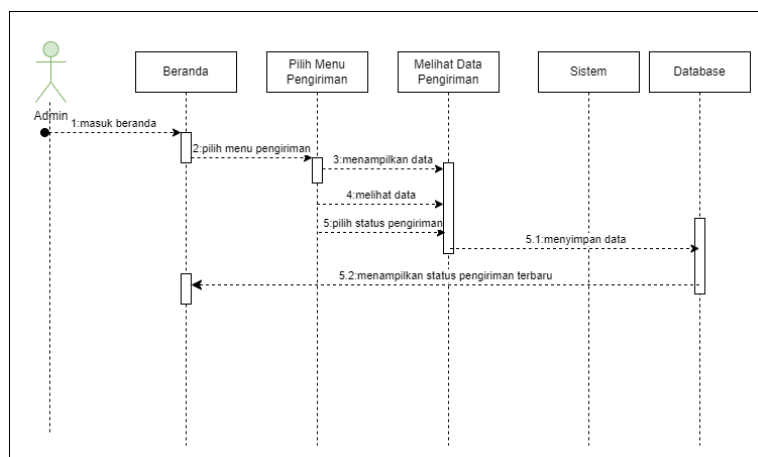 Beranda
Pilih Menu
Pengiriman
Melihat Data
Pengiriman
Sistem
Database
Admin
1:masuk beranda
2:pilih menu pengiriman
3:menampilkan data
4:melihat data
5:pilih status pengiriman
5.1:menyimpan data
5.2:menampilkan status pengiriman terbaru